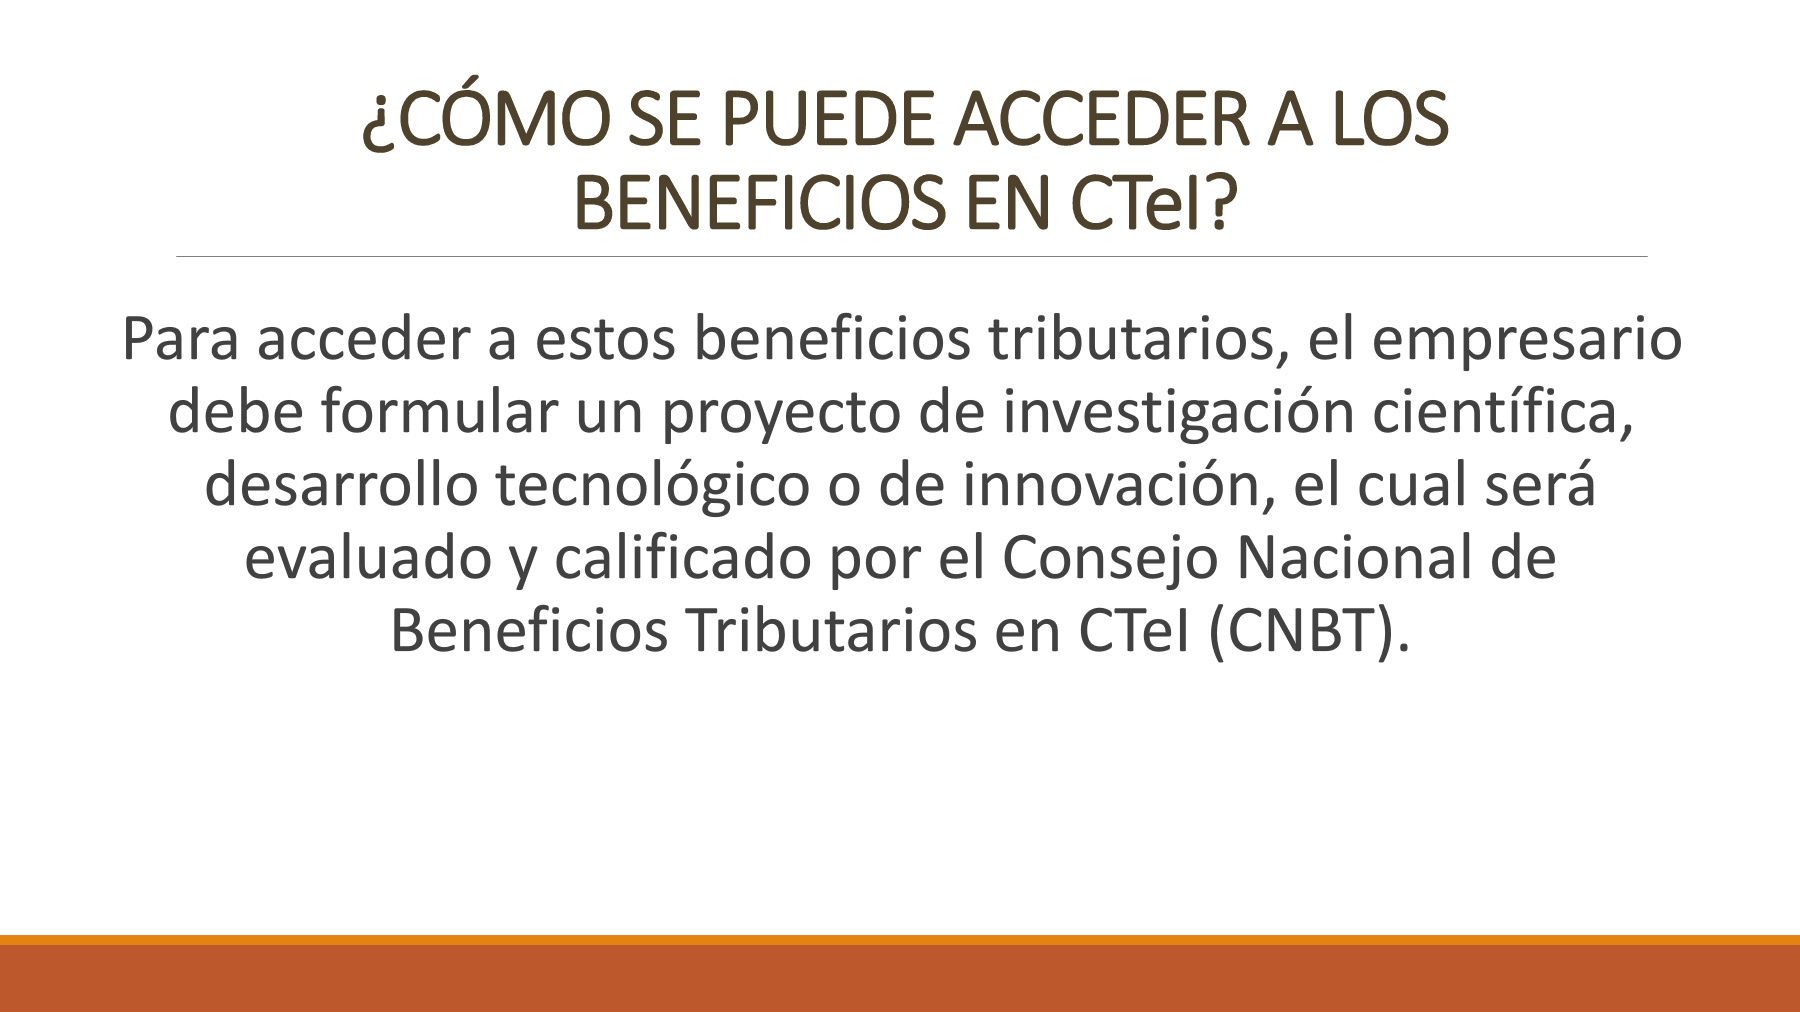 ¿CÓMO SE PUEDE ACCEDER A LOS
BENEFICIOS EN CTeI?
Para acceder a estos beneficios tributarios, el empresario
debe formular un proyecto de investigación científica,
desarrollo tecnológico o de innovación, el cual será
evaluado y calificado por el Consejo Nacional de
Beneficios Tributarios en CTeI (CNBT).